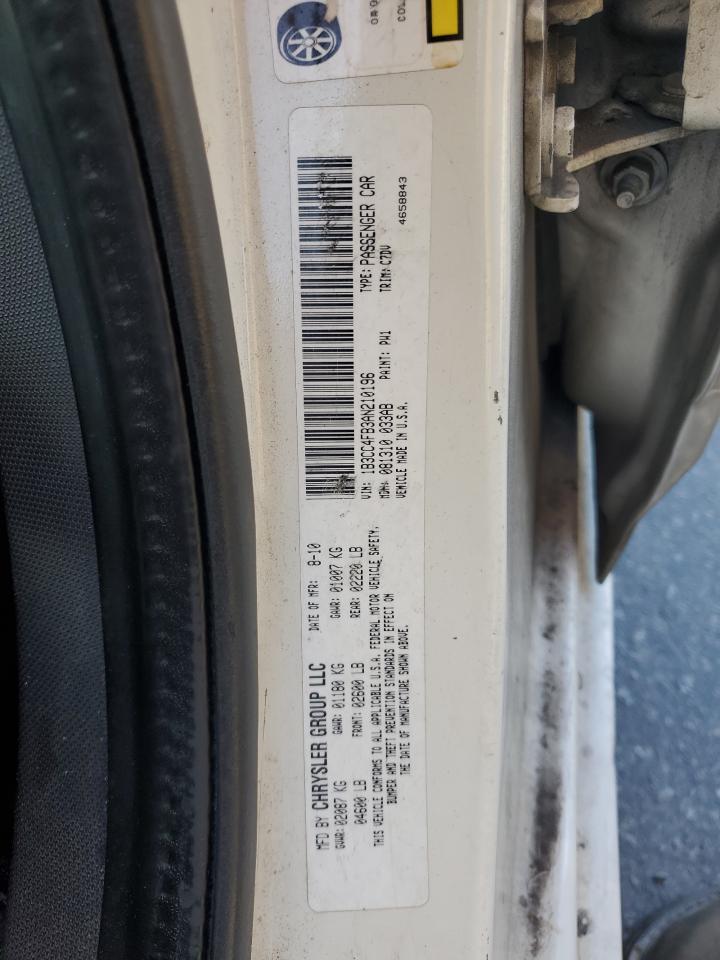 MFD BY CHRYSLER GROUP LLC DATE OF MFR: 8-10
GVWR: 02087 KG GAWR: 01180 KG GAWR: 01007 KG
04600 LB FRONT: 02600 LB REAR: 02220 LB
THIS VEHICLE CONFORMS TO ALL APPLICABLE U.S.A. FEDERAL MOTOR VEHICLE SAFETY,
BUMPER AND THEFT PREVENTION STANDARDS IN EFFECT ON
THE DATE OF MANUFACTURE SHOWN ABOVE.
VIN: 1B3CC4FB3AN210196 TYPE: PASSENGER CAR
MDH: 081310 033AB PAINT: PW1 TRIM: C7DV
VEHICLE MADE IN U.S.A. 4658843